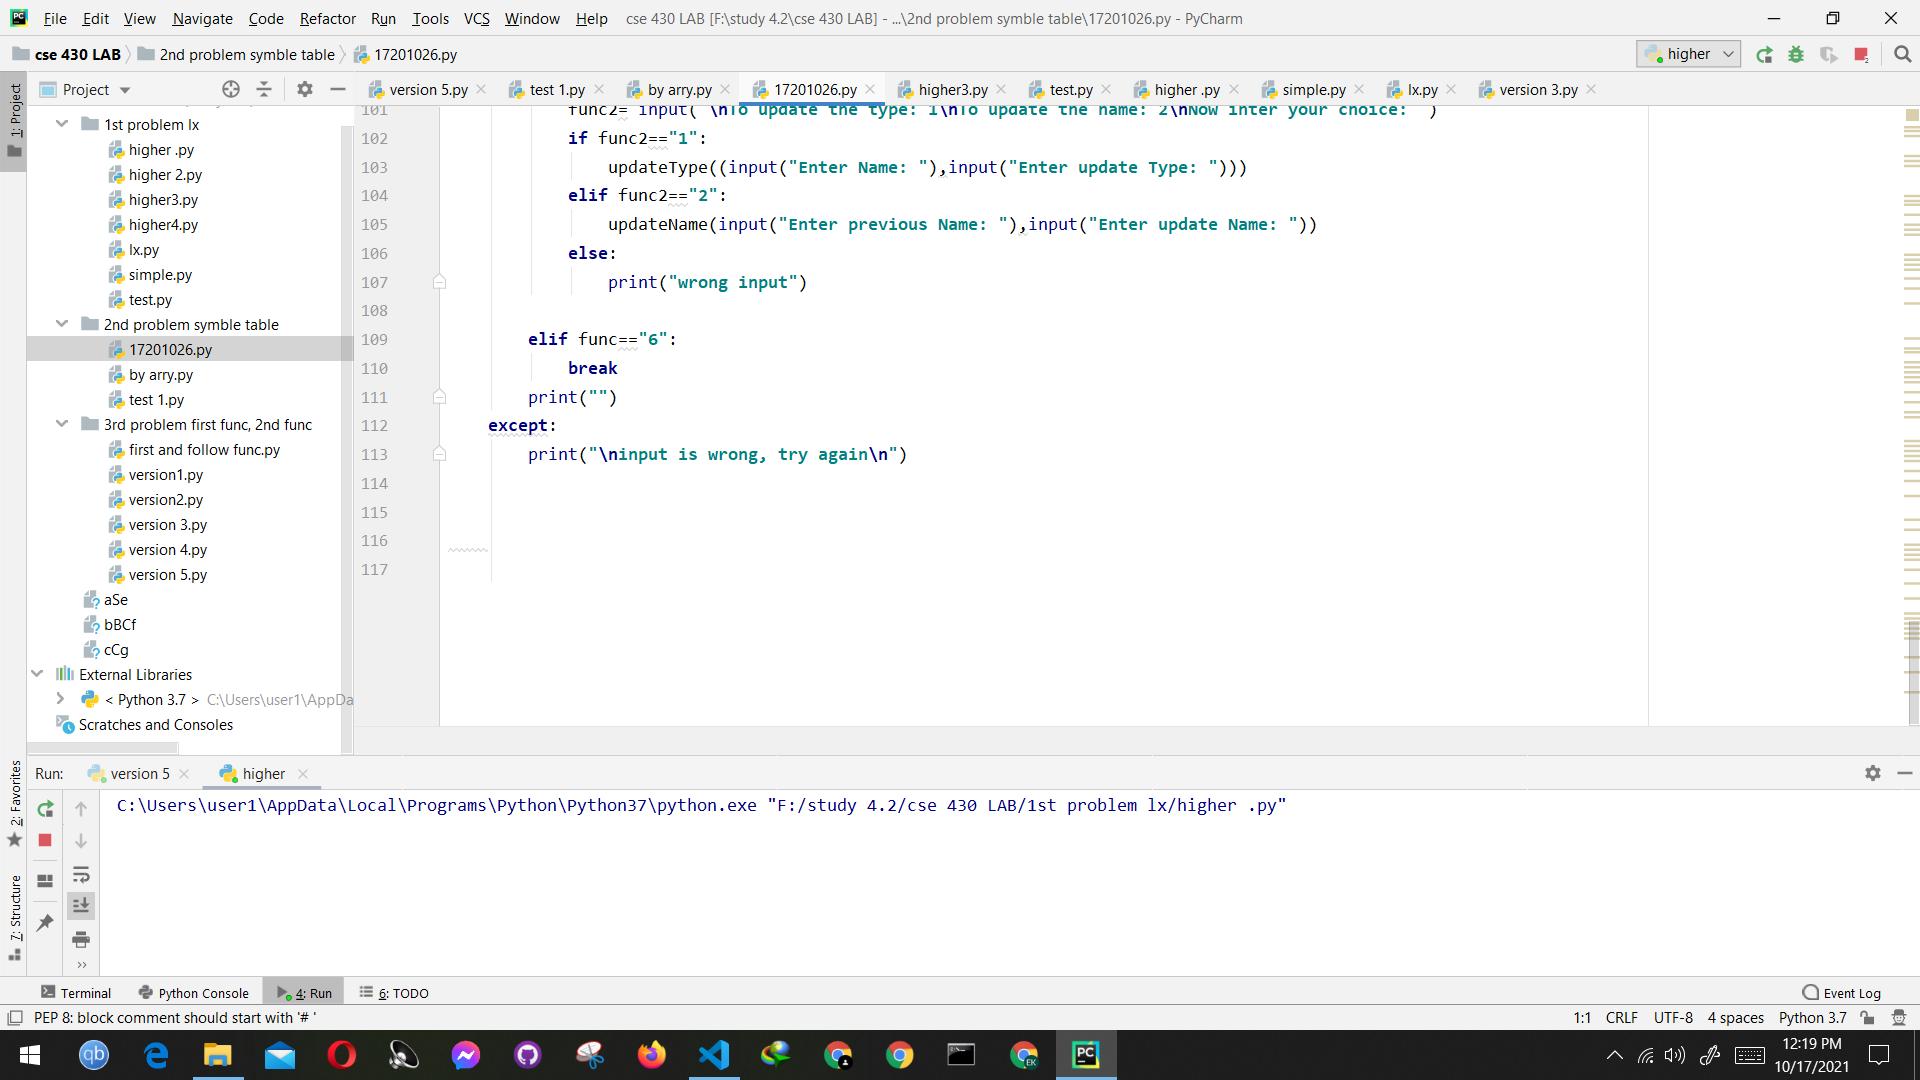 File Edit View Navigate Code Refactor Run Tools VCS Window Help cse 430 LAB [F:\study 4.2\cse 430 LAB] - ...\2nd problem symble table\17201026.py - PyCharm
cse 430 LAB 2nd problem symble table 17201026.py higher
Project version 5.py test 1.py by arry.py 17201026.py higher3.py test.py higher .py simple.py lx.py version 3.py
1: Project
1st problem lx
higher .py
higher 2.py
higher3.py
higher4.py
lx.py
simple.py
test.py
2nd problem symble table
17201026.py
by arry.py
test 1.py
3rd problem first func, 2nd func
first and follow func.py
version1.py
version2.py
version 3.py
version 4.py
version 5.py
aSe
bBCf
cCg
External Libraries
< Python 3.7 > C:\Users\user1\AppDa
Scratches and Consoles
101 func2= input("\nTo update the type: 1\nTo update the name: 2\nNow inter your choice: ")
102 if func2=="1":
103 updateType((input("Enter Name: "),input("Enter update Type: ")))
104 elif func2=="2":
105 updateName(input("Enter previous Name: "),input("Enter update Name: "))
106 else:
107 print("wrong input")
108
109 elif func=="6":
110 break
111 print("")
112 except:
113 print("\ninput is wrong, try again\n")
114
115
116
117
2: Favorites
7: Structure
Run: version 5 higher
C:\Users\user1\AppData\Local\Programs\Python\Python37\python.exe "F:/study 4.2/cse 430 LAB/1st problem lx/higher .py"
Terminal Python Console 4: Run 6: TODO Event Log
PEP 8: block comment should start with '# ' 1:1 CRLF UTF-8 4 spaces Python 3.7
qb EK PC
12:19 PM
10/17/2021